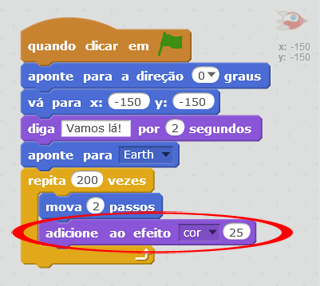 quando clicar em
aponte para a direção 0 graus
vá para x: -150 y: -150
diga Vamos lá! por 2 segundos
aponte para Earth
repita 200 vezes
mova 2 passos
adicione ao efeito cor 25
x: -150
y: -150